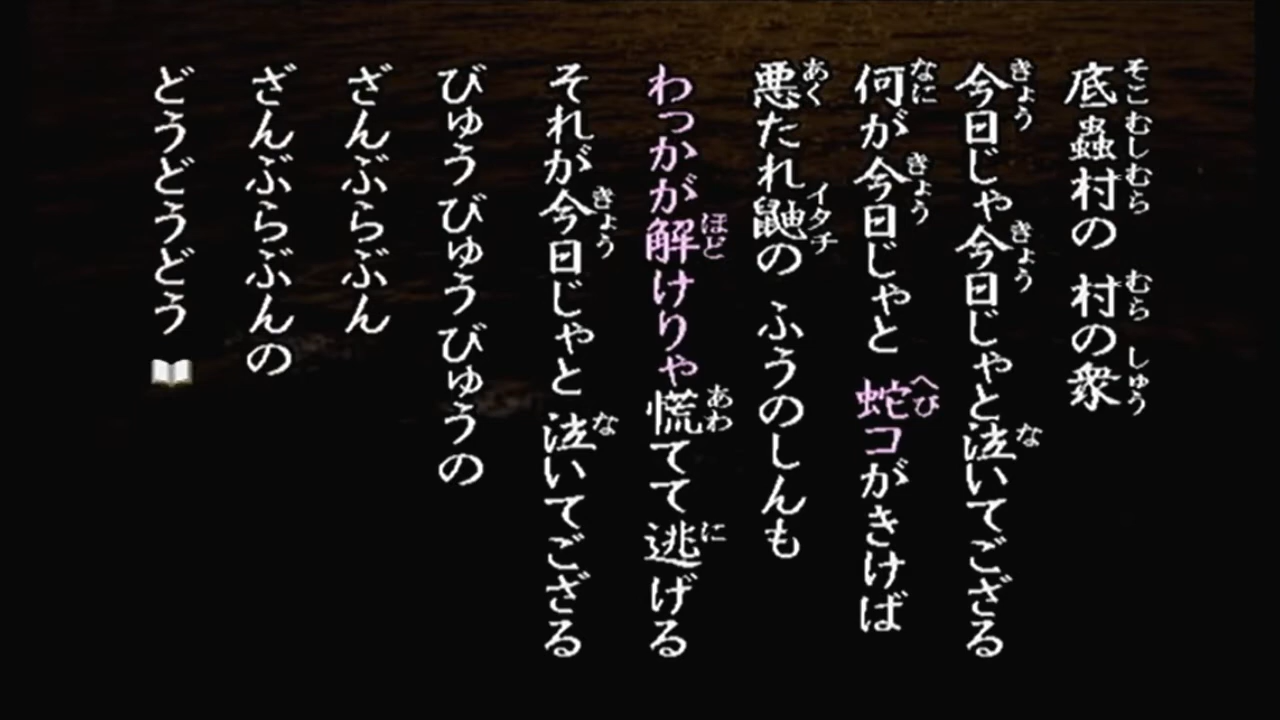 底蟲村の 村の衆
今日じゃ今日じゃと泣いてござる
何が今日じゃと 蛇コがきけば
悪たれ鼬の ふうのしんも
わっかが解けりゃ慌てて逃げる
それが今日じゃと 泣いてござる
びゅうびゅうびゅうの
ざんぶらぶん
ざんぶらぶんの
どうどうどう